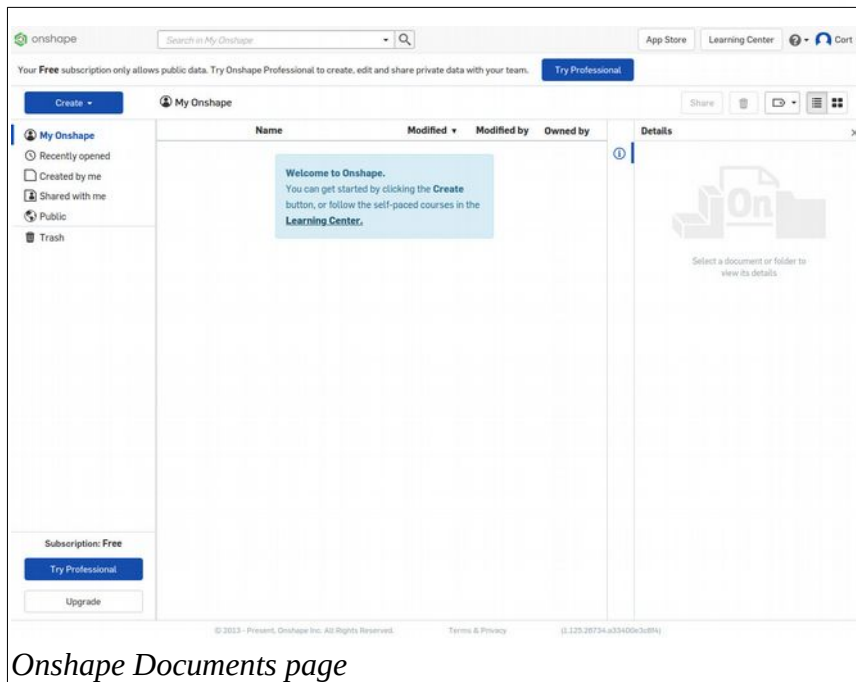 onshape
Search in My Onshape
App Store
Learning Center
Cort
Your Free subscription only allows public data. Try Onshape Professional to create, edit and share private data with your team.
Try Professional
Create
My Onshape
Share
My Onshape
Recently opened
Created by me
Shared with me
Public
Trash
Name
Modified
Modified by
Owned by
Welcome to Onshape.
You can get started by clicking the Create
button, or follow the self-paced courses in the
Learning Center.
Details
On
Select a document or folder to
view its details
Subscription: Free
Try Professional
Upgrade
© 2013 - Present, Onshape Inc. All Rights Reserved.
Terms & Privacy
Onshape Documents page